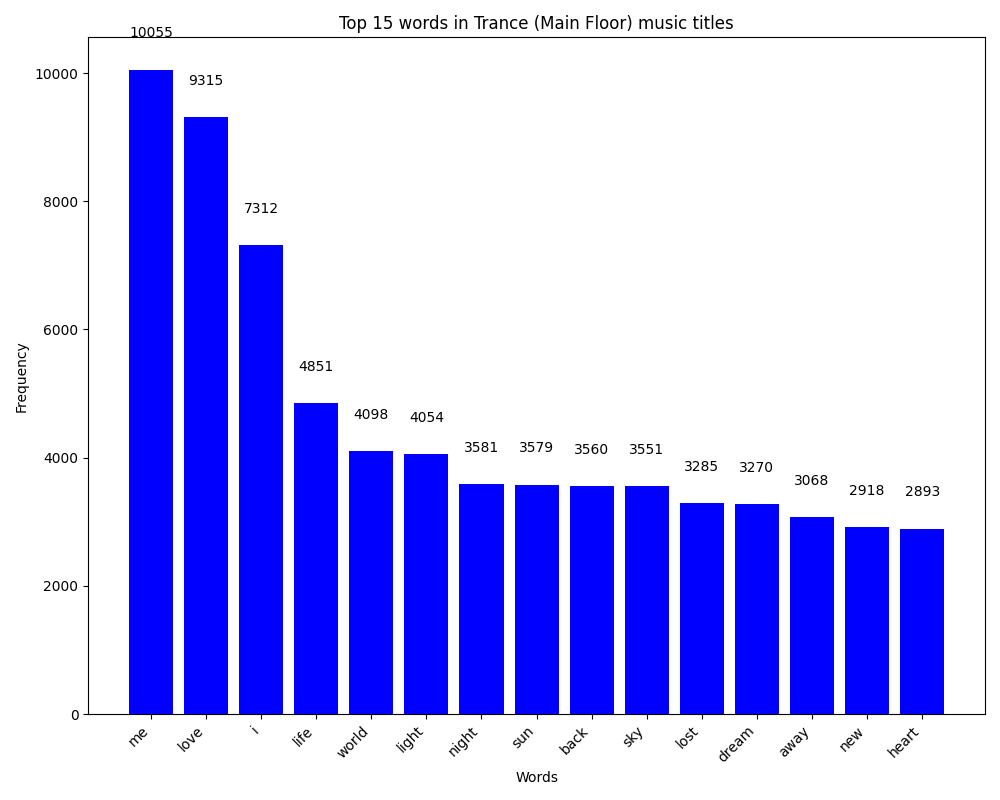 Top 15 words in Trance (Main Floor) music titles
10055
9315
7312
4851
4098
4054
3581
3579
3560
3551
3285
3270
3068
2918
2893
10000
8000
6000
4000
2000
0
Frequency
me
love
i
life
world
light
night
sun
back
sky
lost
dream
away
new
heart
Words